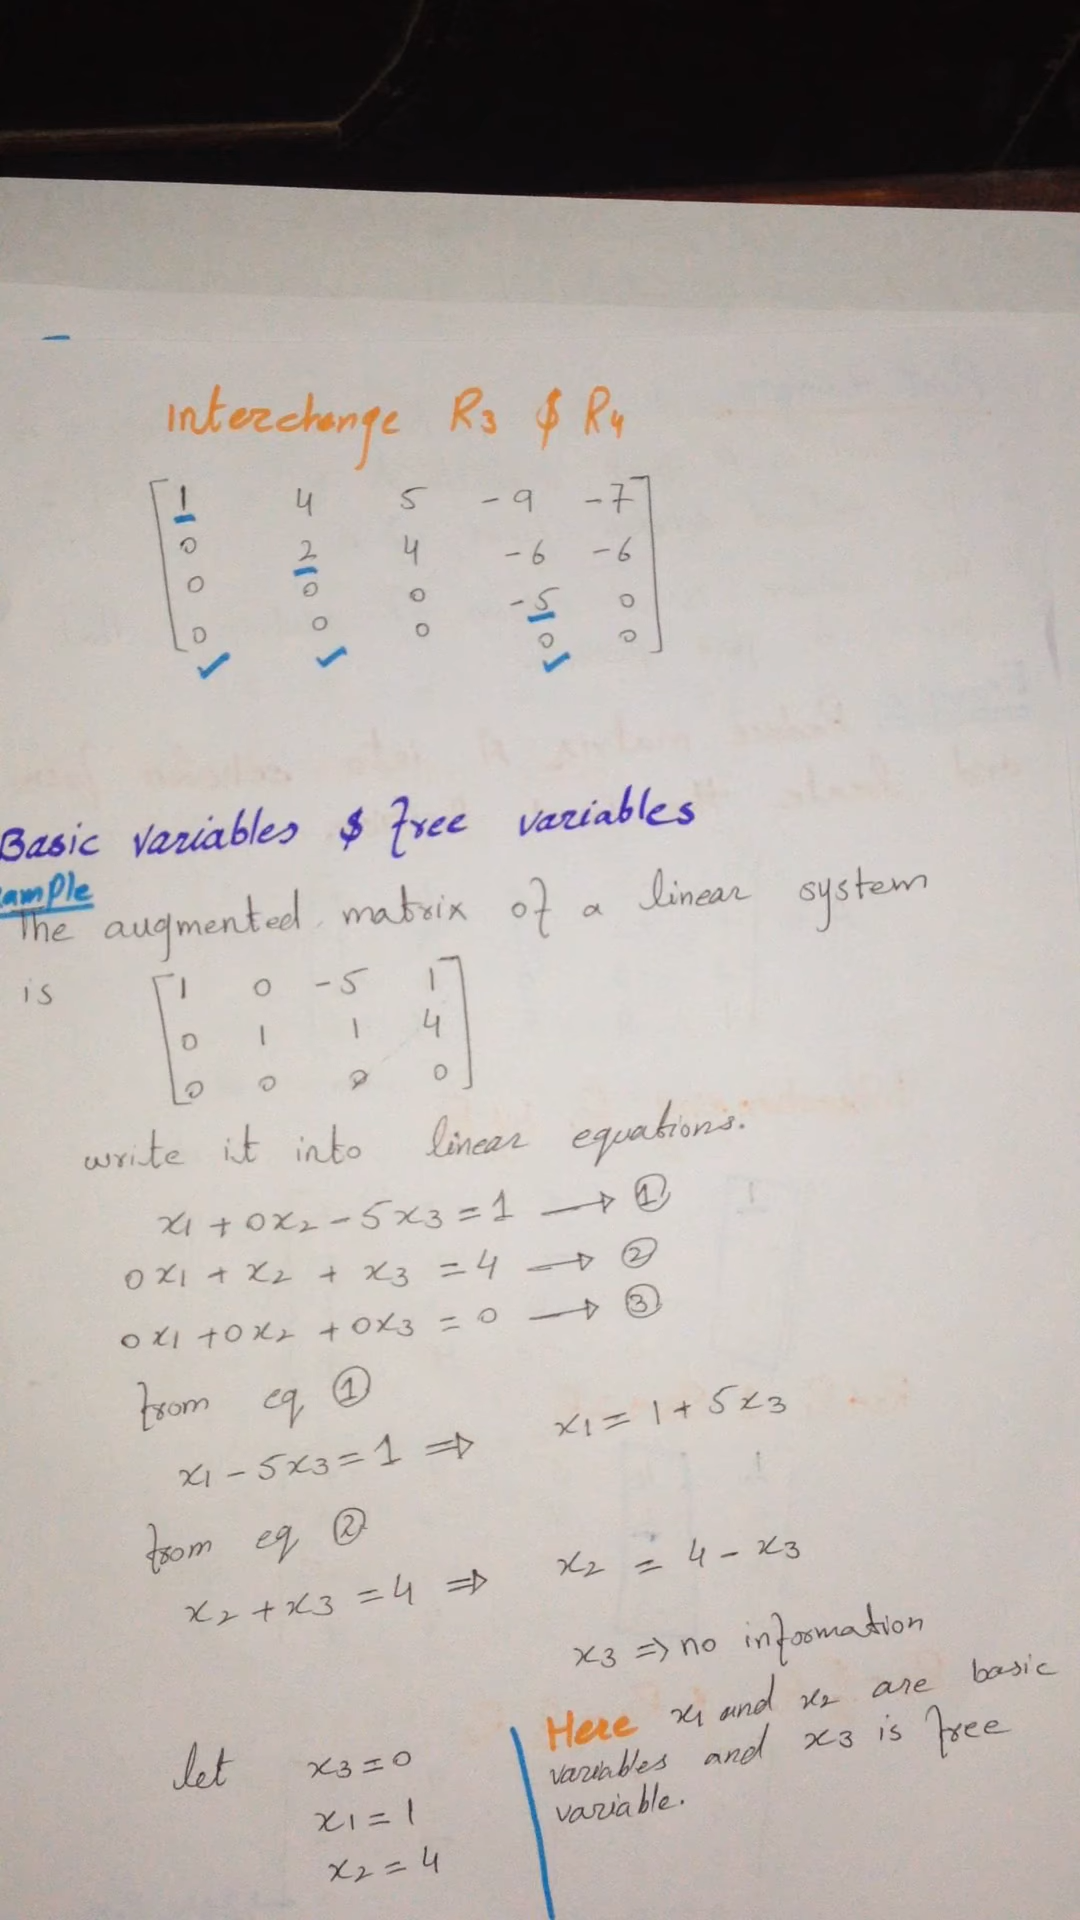 Interchange R3 $ R4
1 4 5 -9 -7
0 2 4 -6 -6
0 0 0 -5 0
0 0 0 0 0
Basic variables $ free variables
ample
The augmented matrix of a linear system
is
1 0 -5 1
0 1 1 4
0 0 0 0
write it into linear equations.
x1 + 0x2 - 5x3 = 1 → ①
0x1 + x2 + x3 = 4 → ②
0x1 + 0x2 + 0x3 = 0 → ③
from eq ①
x1 - 5x3 = 1 ⇒ x1 = 1 + 5x3
from eq ②
x2 + x3 = 4 ⇒ x2 = 4 - x3
x3 ⇒ no information
Here x1 and x2 are basic
variables and x3 is free
variable.
let x3 = 0
x1 = 1
x2 = 4